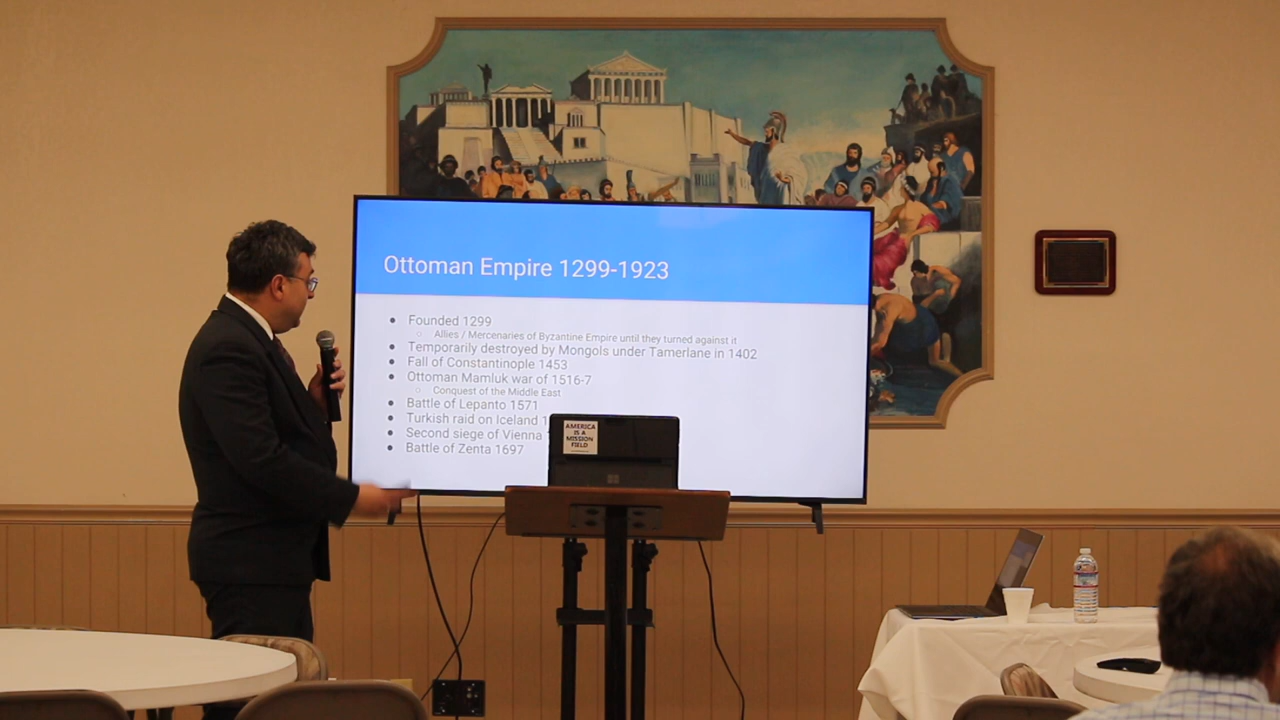 Ottoman Empire 1299-1923
● Founded 1299
○ Allies / Mercenaries of Byzantine Empire until they turned against it
● Temporarily destroyed by Mongols under Tamerlane in 1402
● Fall of Constantinople 1453
● Ottoman Mamluk war of 1516-7
○ Conquest of the Middle East
● Battle of Lepanto 1571
● Turkish raid on Iceland 1
● Second siege of Vienna
● Battle of Zenta 1697
AMERICA
IS A
MISSION
FIELD